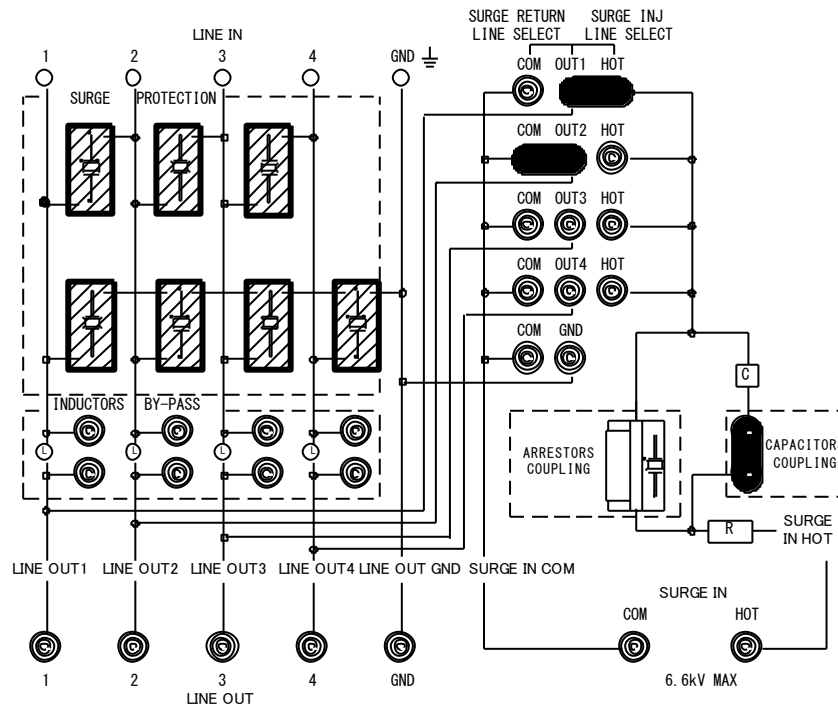 SURGE RETURN LINE SELECT
SURGE INJ LINE SELECT
LINE IN
1 2 3 4 GND
COM OUT1 HOT
SURGE PROTECTION
COM OUT2 HOT
COM OUT3 HOT
COM OUT4 HOT
COM GND
C
INDUCTORS BY-PASS
L L L L
ARRESTORS COUPLING
CAPACITOR COUPLING
R
SURGE IN HOT
LINE OUT1 LINE OUT2 LINE OUT3 LINE OUT4 LINE OUT GND SURGE IN COM
SURGE IN
COM HOT
1 2 3 4 GND
6.6kV MAX
LINE OUT